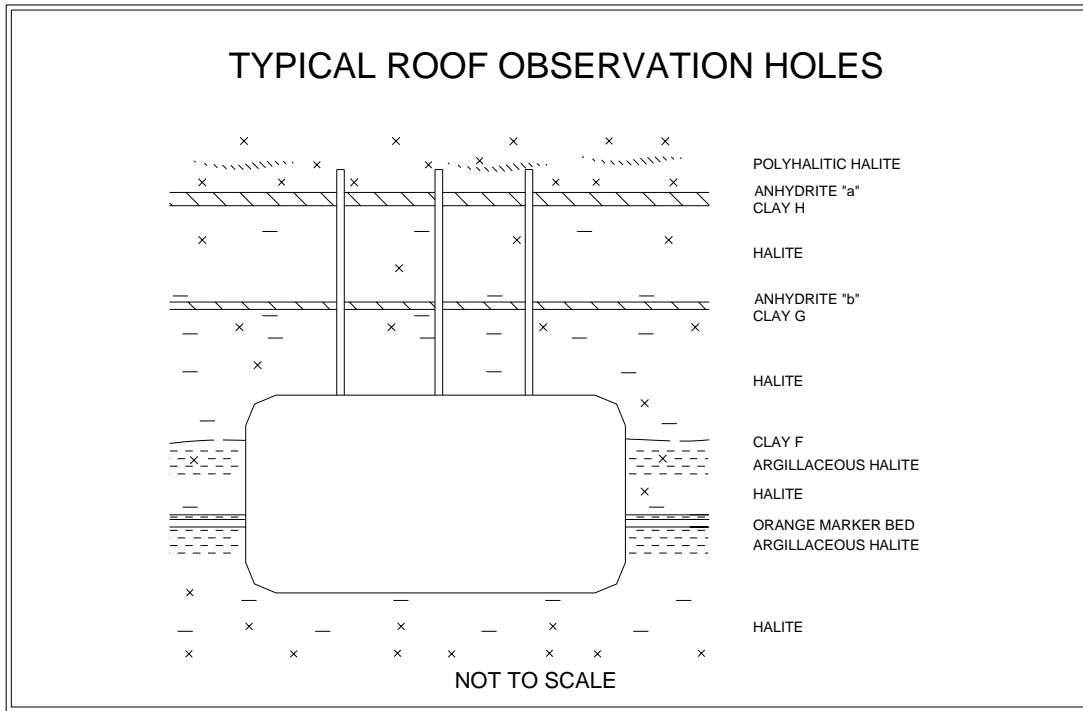 TYPICAL ROOF OBSERVATION HOLES
POLYHALITIC HALITE
ANHYDRITE "a"
CLAY H
HALITE
ANHYDRITE "b"
CLAY G
HALITE
CLAY F
ARGILLACEOUS HALITE
HALITE
ORANGE MARKER BED
ARGILLACEOUS HALITE
HALITE
NOT TO SCALE